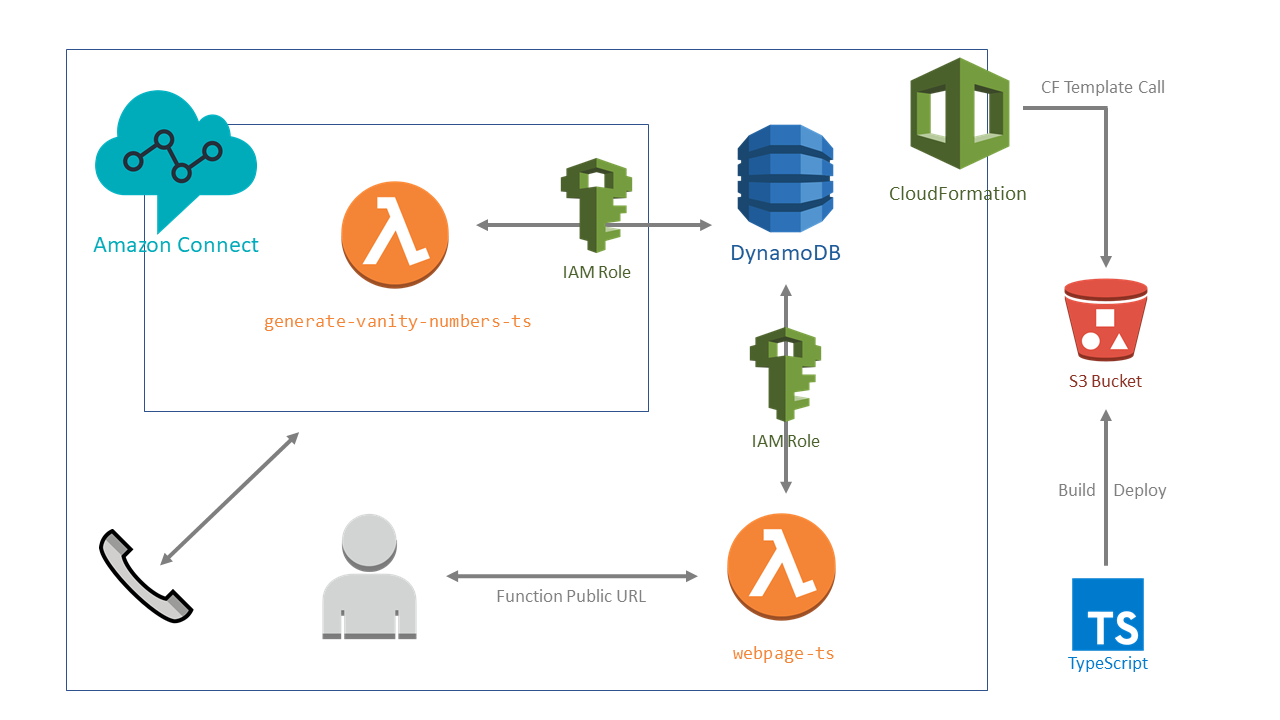 CF Template Call
CloudFormation
Amazon Connect
DynamoDB
IAM Role
generate-vanity-numbers-ts
S3 Bucket
IAM Role
Build Deploy
Function Public URL
TS
webpage-ts
TypeScript